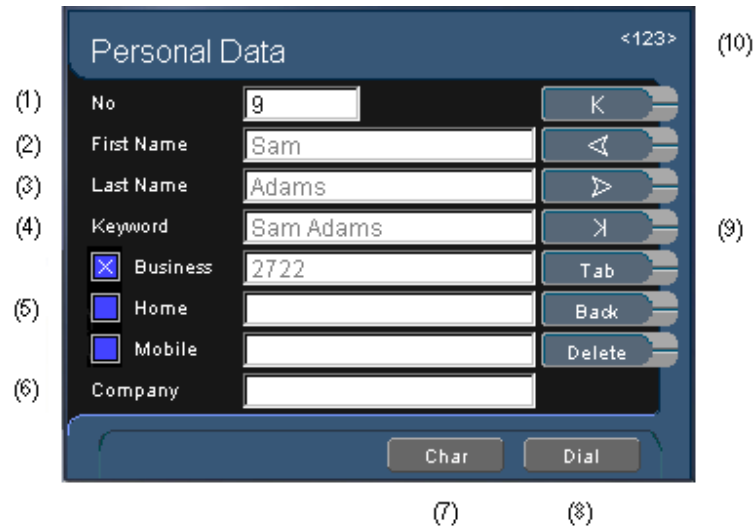 Personal Data <123> (10)
(1) No 9 K
(2) First Name Sam
(3) Last Name Adams
(4) Keyword Sam Adams (9)
Business 2722 Tab
(5) Home Back
Mobile Delete
(6) Company
Char Dial
(7) (8)